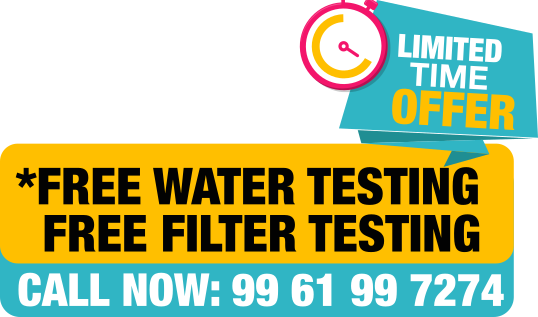 LIMITED
TIME
OFFER
*FREE WATER TESTING
FREE FILTER TESTING
CALL NOW: 99 61 99 7274